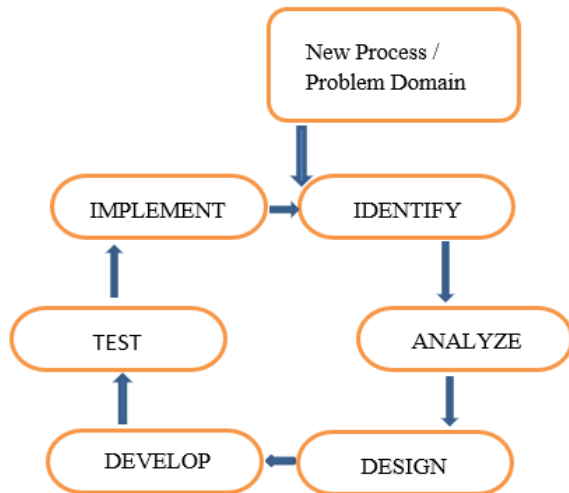 New Process /
Problem Domain
IMPLEMENT
IDENTIFY
TEST
ANALYZE
DEVELOP
DESIGN